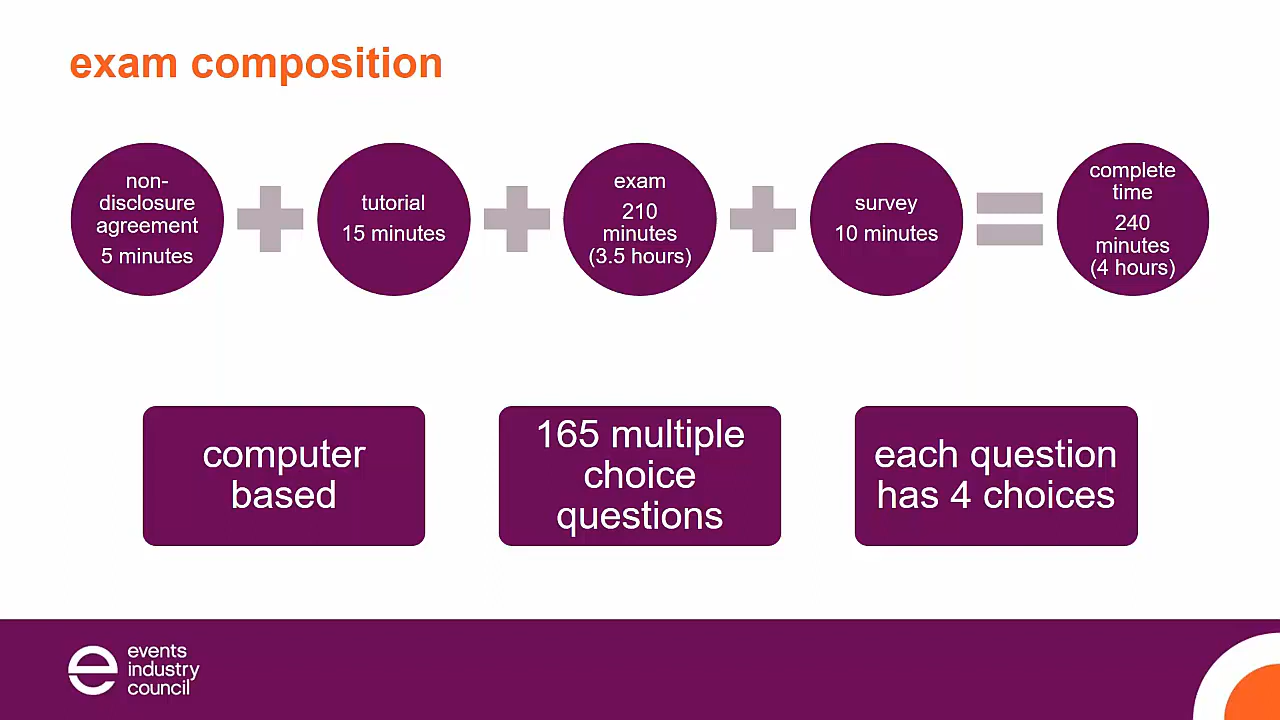 exam composition
non-
disclosure
agreement
5 minutes
tutorial
15 minutes
exam
210
minutes
(3.5 hours)
survey
10 minutes
complete
time
240
minutes
(4 hours)
computer
based
165 multiple
choice
questions
each question
has 4 choices
events
industry
council